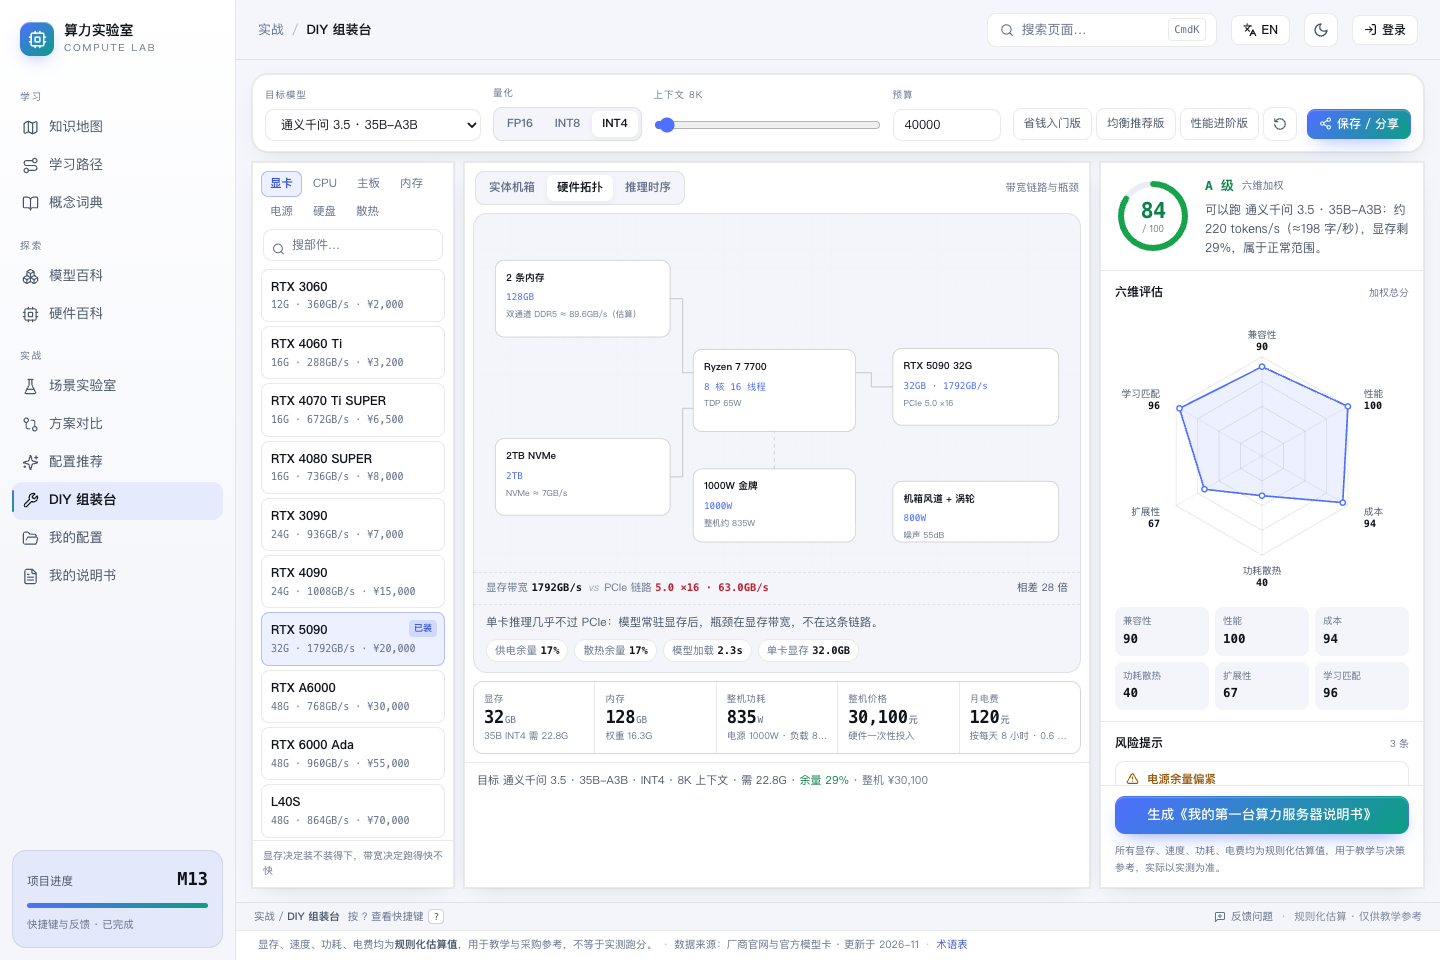 算力实验室
COMPUTE LAB
学习
知识地图
学习路径
概念词典
探索
模型百科
硬件百科
实战
场景实验室
方案对比
配置推荐
DIY 组装台
我的配置
我的说明书
项目进度 M13
快捷键与反馈 · 已完成
实战 / DIY 组装台
搜索页面... CmdK
EN
登录
目标模型
通义千问 3.5 · 35B-A3B
量化
FP16 INT8 INT4
上下文 8K
预算
40000
省钱入门版 均衡推荐版 性能进阶版
保存 / 分享
显卡 CPU 主板 内存
电源 硬盘 散热
搜部件...
RTX 3060
12G · 360GB/s · ¥2,000
RTX 4060 Ti
16G · 288GB/s · ¥3,200
RTX 4070 Ti SUPER
16G · 672GB/s · ¥6,500
RTX 4080 SUPER
16G · 736GB/s · ¥8,000
RTX 3090
24G · 936GB/s · ¥7,000
RTX 4090
24G · 1008GB/s · ¥15,000
RTX 5090 已装
32G · 1792GB/s · ¥20,000
RTX A6000
48G · 768GB/s · ¥30,000
RTX 6000 Ada
48G · 960GB/s · ¥55,000
L40S
48G · 864GB/s · ¥70,000
显存决定装不装得下，带宽决定跑得快不
快
实体机箱 硬件拓扑 推理时序
带宽链路与瓶颈
2 条内存
128GB
双通道 DDR5 ≈ 89.6GB/s（估算）
Ryzen 7 7700
8 核 16 线程
TDP 65W
RTX 5090 32G
32GB · 1792GB/s
PCIe 5.0 ×16
2TB NVMe
2TB
NVMe ≈ 7GB/s
1000W 金牌
1000W
整机约 835W
机箱风道 + 涡轮
800W
噪声 55dB
显存带宽 1792GB/s vs PCIe 链路 5.0 ×16 · 63.0GB/s 相差 28 倍
单卡推理几乎不过 PCIe：模型常驻显存后，瓶颈在显存带宽，不在这条链路。
供电余量 17% 散热余量 17% 模型加载 2.3s 单卡显存 32.0GB
显存
32GB
35B INT4 需 22.8G
内存
128GB
权重 16.3G
整机功耗
835W
电源 1000W · 负载 8...
整机价格
30,100元
硬件一次性投入
月电费
120元
按每天 8 小时 · 0.6 ...
目标 通义千问 3.5 · 35B-A3B · INT4 · 8K 上下文 · 需 22.8G · 余量 29% · 整机 ¥30,100
84
/ 100
A 级 六维加权
可以跑 通义千问 3.5 · 35B-A3B：约
220 tokens/s（≈198 字/秒），显存剩
29%，属于正常范围。
六维评估 加权总分
兼容性
90
性能
100
成本
94
功耗散热
40
扩展性
67
学习匹配
96
兼容性
90
性能
100
成本
94
功耗散热
40
扩展性
67
学习匹配
96
风险提示 3 条
电源余量偏紧
生成《我的第一台算力服务器说明书》
所有显存、速度、功耗、电费均为规则化估算值，用于教学与决策
参考，实际以实测为准。
实战 / DIY 组装台 按 ? 查看快捷键 ?
反馈问题 · 规则化估算 · 仅供教学参考
显存、速度、功耗、电费均为规则化估算值，用于教学与采购参考，不等于实测跑分。 · 数据来源：厂商官网与官方模型卡 · 更新于 2026-11 · 术语表